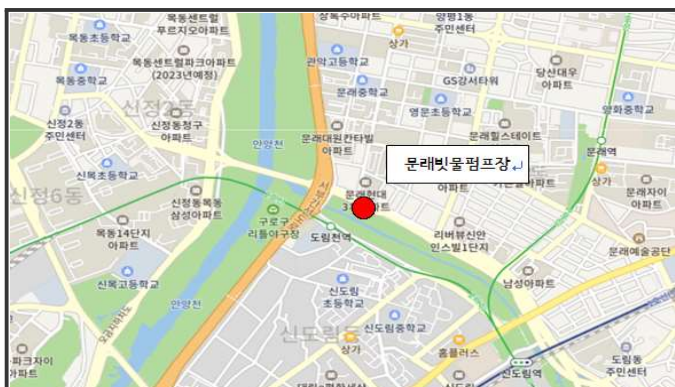 목동센트럴
푸르지오아파트
목동초등학교
목동센트럴파크아파트
(2023년예정)
목동중학교
신정2동
신정2동
주민센터
신정동청구
아파트
신목초등학교
신정6동
신정동목동
삼성아파트
목동14단지
아파트
신목고등학교
안양천
안양천
장옥수아파트
양평1동
주민센터
상가
관악고등학교
GS강서타워
당산대우
아파트
문래중학교
영문초등학교
양화중학교
문래대원칸타빌
아파트
문래힐스테이트
아파트
문래역
문래빗물펌프장
상가
문래자이
아파트
문래현대
구로구
리틀야구장
도림천역
리버뷰신안
인스빌1단지
문래예술공단
신도림
초등학교
남성아파트
신도림동
신도림중학교
상가
홈플러스
신도림역
도림동
주민센터
아파트